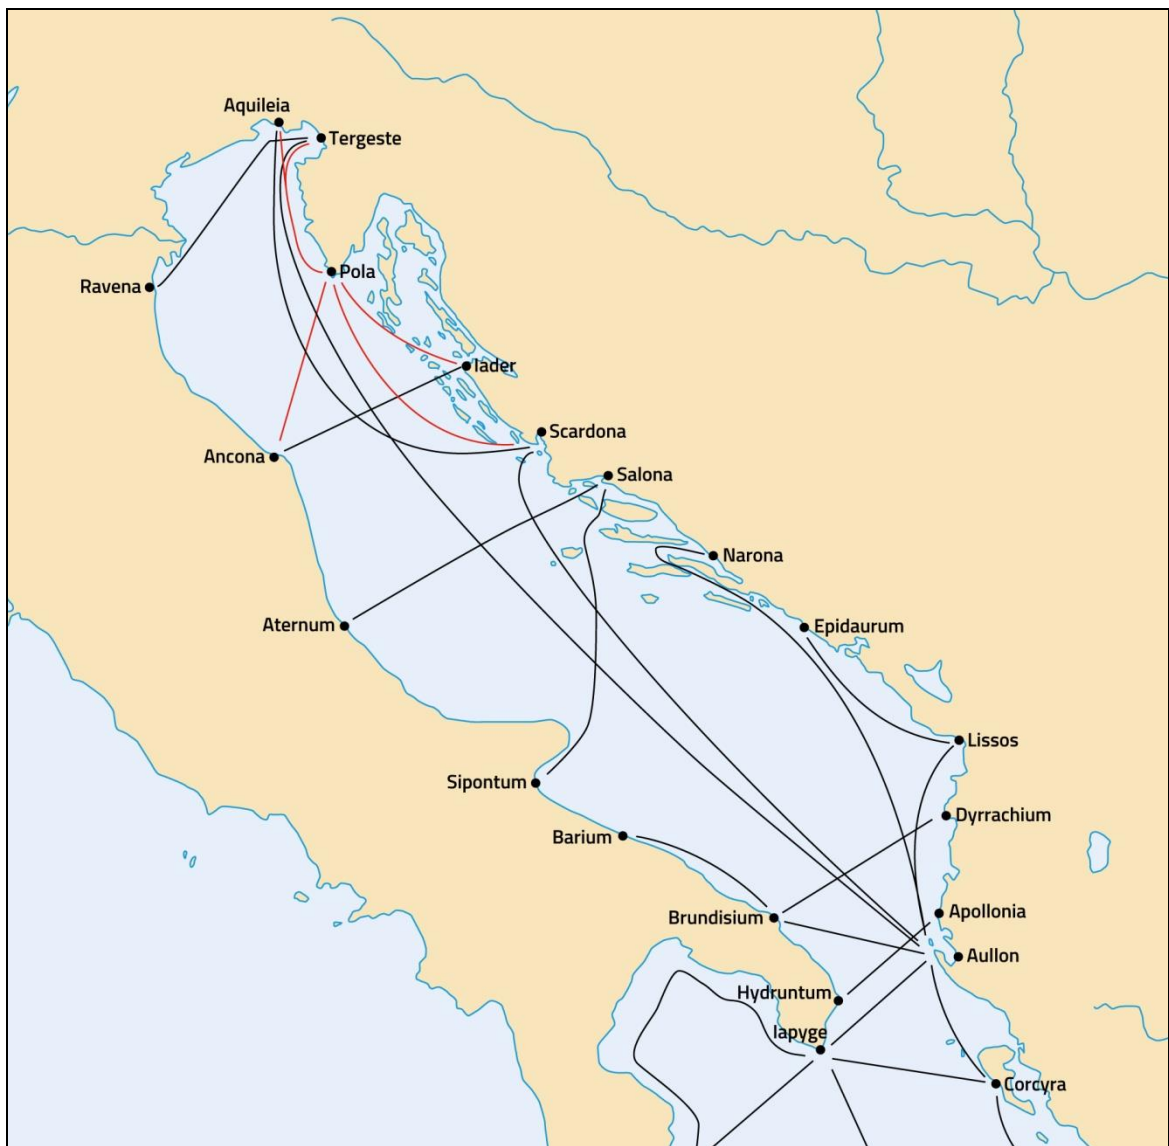 Aquileia
Tergeste
Pola
Ravena
Iader
Scardona
Ancona
Salona
Narona
Aternum
Epidaurum
Lissos
Sipontum
Dyrrachium
Barium
Apollonia
Brundisium
Aullon
Hydruntum
Iapyge
Corcyra